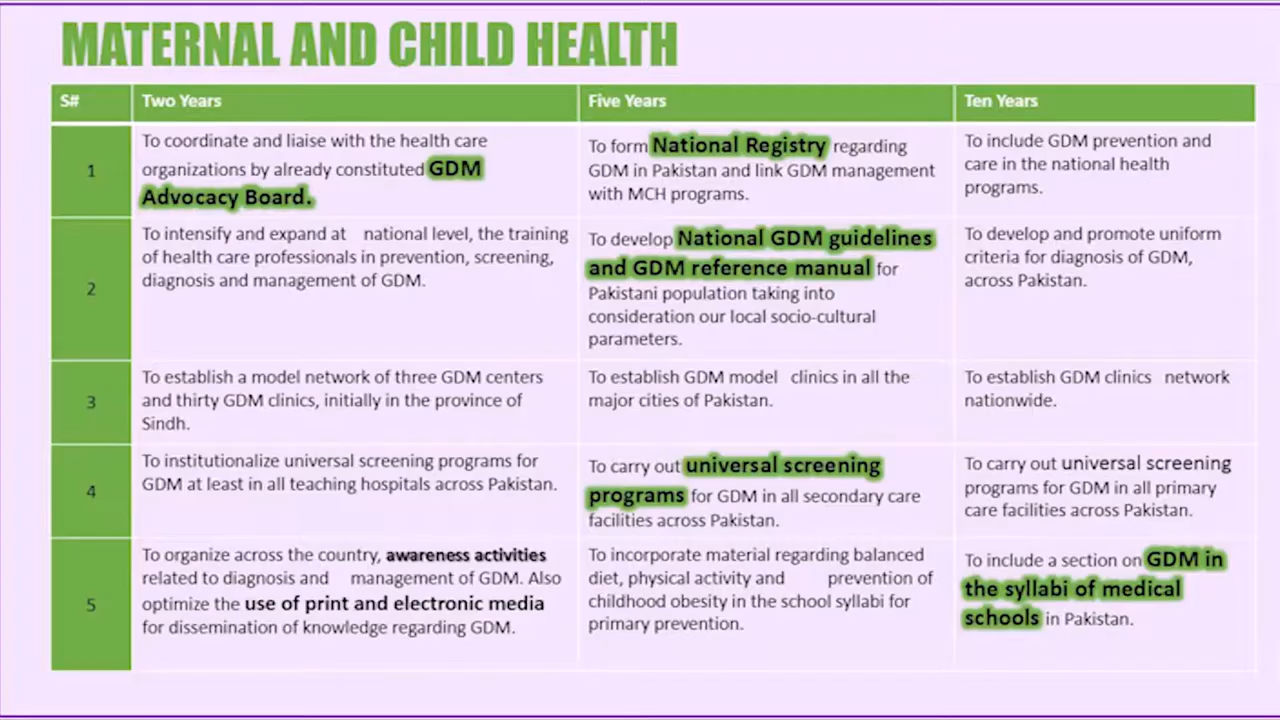 MATERNAL AND CHILD HEALTH
S#
Two Years
Five Years
Ten Years
1
To coordinate and liaise with the health care
organizations by already constituted GDM
Advocacy Board.
To form National Registry regarding
GDM in Pakistan and link GDM management
with MCH programs.
To include GDM prevention and
care in the national health
programs.
2
To intensify and expand at national level, the training
of health care professionals in prevention, screening,
diagnosis and management of GDM.
To develop National GDM guidelines
and GDM reference manual for
Pakistani population taking into
consideration our local socio-cultural
parameters.
To develop and promote uniform
criteria for diagnosis of GDM,
across Pakistan.
3
To establish a model network of three GDM centers
and thirty GDM clinics, initially in the province of
Sindh.
To establish GDM model clinics in all the
major cities of Pakistan.
To establish GDM clinics network
nationwide.
4
To institutionalize universal screening programs for
GDM at least in all teaching hospitals across Pakistan.
To carry out universal screening
programs for GDM in all secondary care
facilities across Pakistan.
To carry out universal screening
programs for GDM in all primary
care facilities across Pakistan.
5
To organize across the country, awareness activities
related to diagnosis and management of GDM. Also
optimize the use of print and electronic media
for dissemination of knowledge regarding GDM.
To incorporate material regarding balanced
diet, physical activity and prevention of
childhood obesity in the school syllabi for
primary prevention.
To include a section on GDM in
the syllabi of medical
schools in Pakistan.